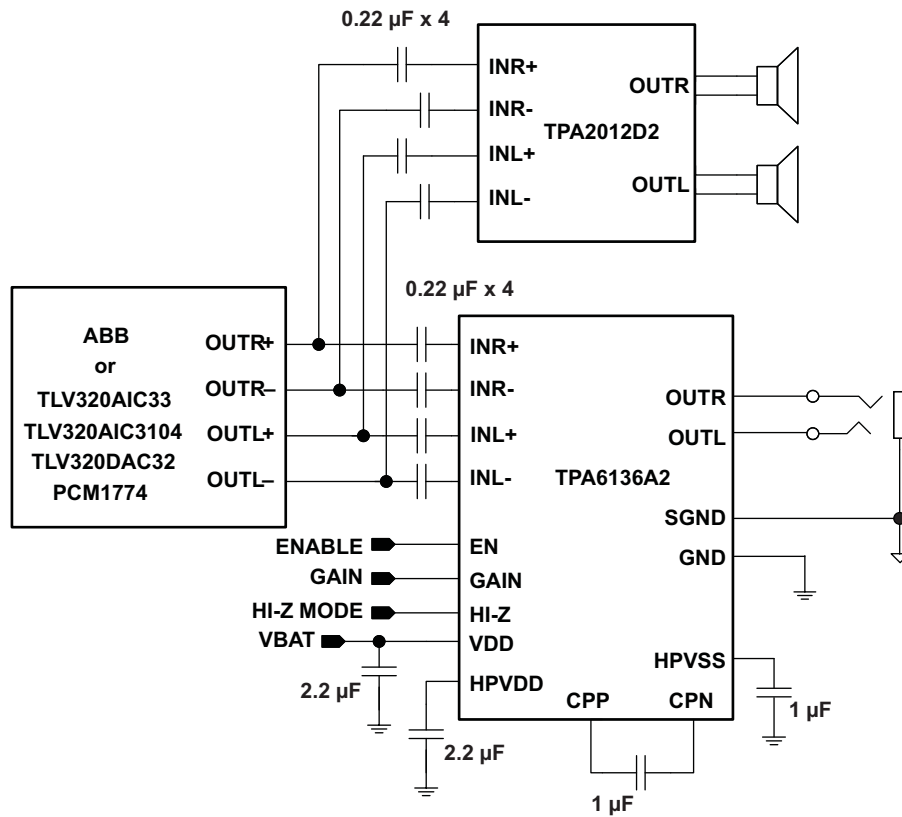 0.22 µF x 4
INR+
INR-
INL+
INL-
OUTR
TPA2012D2
OUTL
0.22 µF x 4
ABB
or
TLV320AIC33
TLV320AIC3104
TLV320DAC32
PCM1774
OUTR+
OUTR–
OUTL+
OUTL–
INR+
INR-
INL+
INL-
OUTR
OUTL
TPA6136A2
SGND
GND
ENABLE
EN
GAIN
GAIN
HI-Z MODE
HI-Z
VBAT
VDD
HPVSS
HPVDD
2.2 µF
CPP
CPN
1 µF
2.2 µF
1 µF